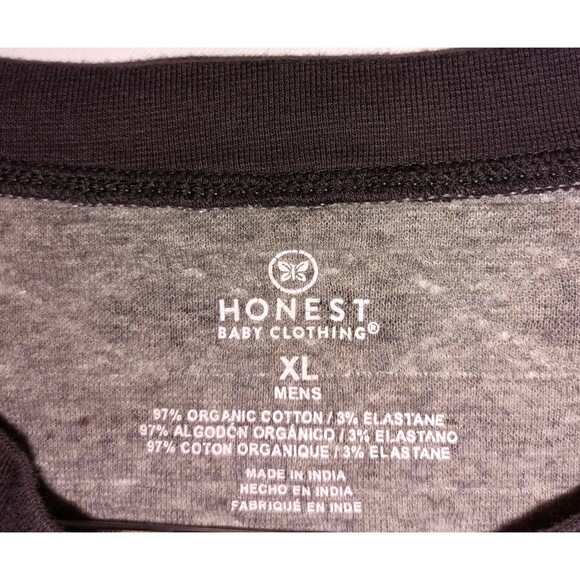 HONEST
BABY CLOTHING®
XL
MENS
97% ORGANIC COTTON / 3% ELASTANE
97% ALGODÓN ORGÁNICO / 3% ELASTANO
97% COTON ORGANIQUE / 3% ELASTANE
MADE IN INDIA
HECHO EN INDIA
FABRIQUÉ EN INDE